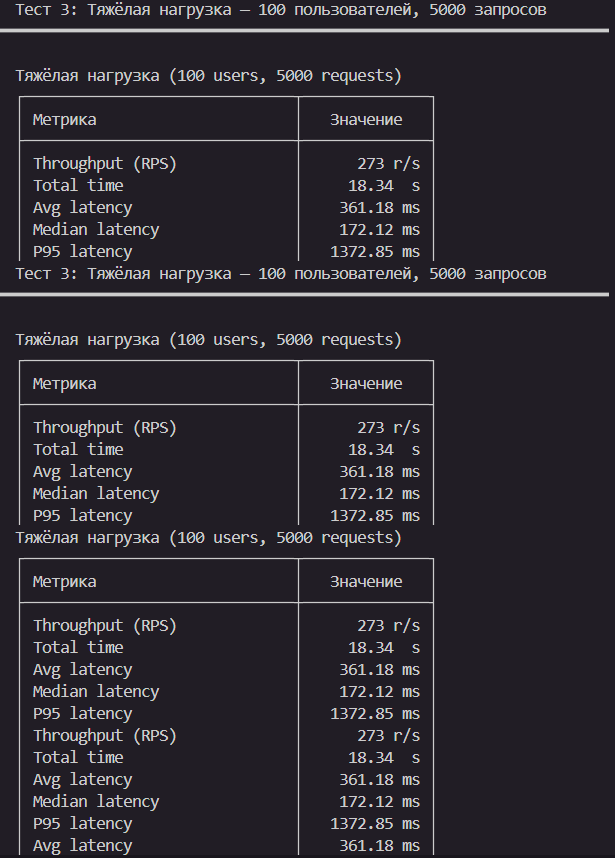 Тест 3: Тяжёлая нагрузка — 100 пользователей, 5000 запросов
Тяжёлая нагрузка (100 users, 5000 requests)
Метрика Значение
Throughput (RPS) 273 r/s
Total time 18.34 s
Avg latency 361.18 ms
Median latency 172.12 ms
P95 latency 1372.85 ms
Тест 3: Тяжёлая нагрузка — 100 пользователей, 5000 запросов
Тяжёлая нагрузка (100 users, 5000 requests)
Метрика Значение
Throughput (RPS) 273 r/s
Total time 18.34 s
Avg latency 361.18 ms
Median latency 172.12 ms
P95 latency 1372.85 ms
Тяжёлая нагрузка (100 users, 5000 requests)
Метрика Значение
Throughput (RPS) 273 r/s
Total time 18.34 s
Avg latency 361.18 ms
Median latency 172.12 ms
P95 latency 1372.85 ms
Throughput (RPS) 273 r/s
Total time 18.34 s
Avg latency 361.18 ms
Median latency 172.12 ms
P95 latency 1372.85 ms
Avg latency 361.18 ms